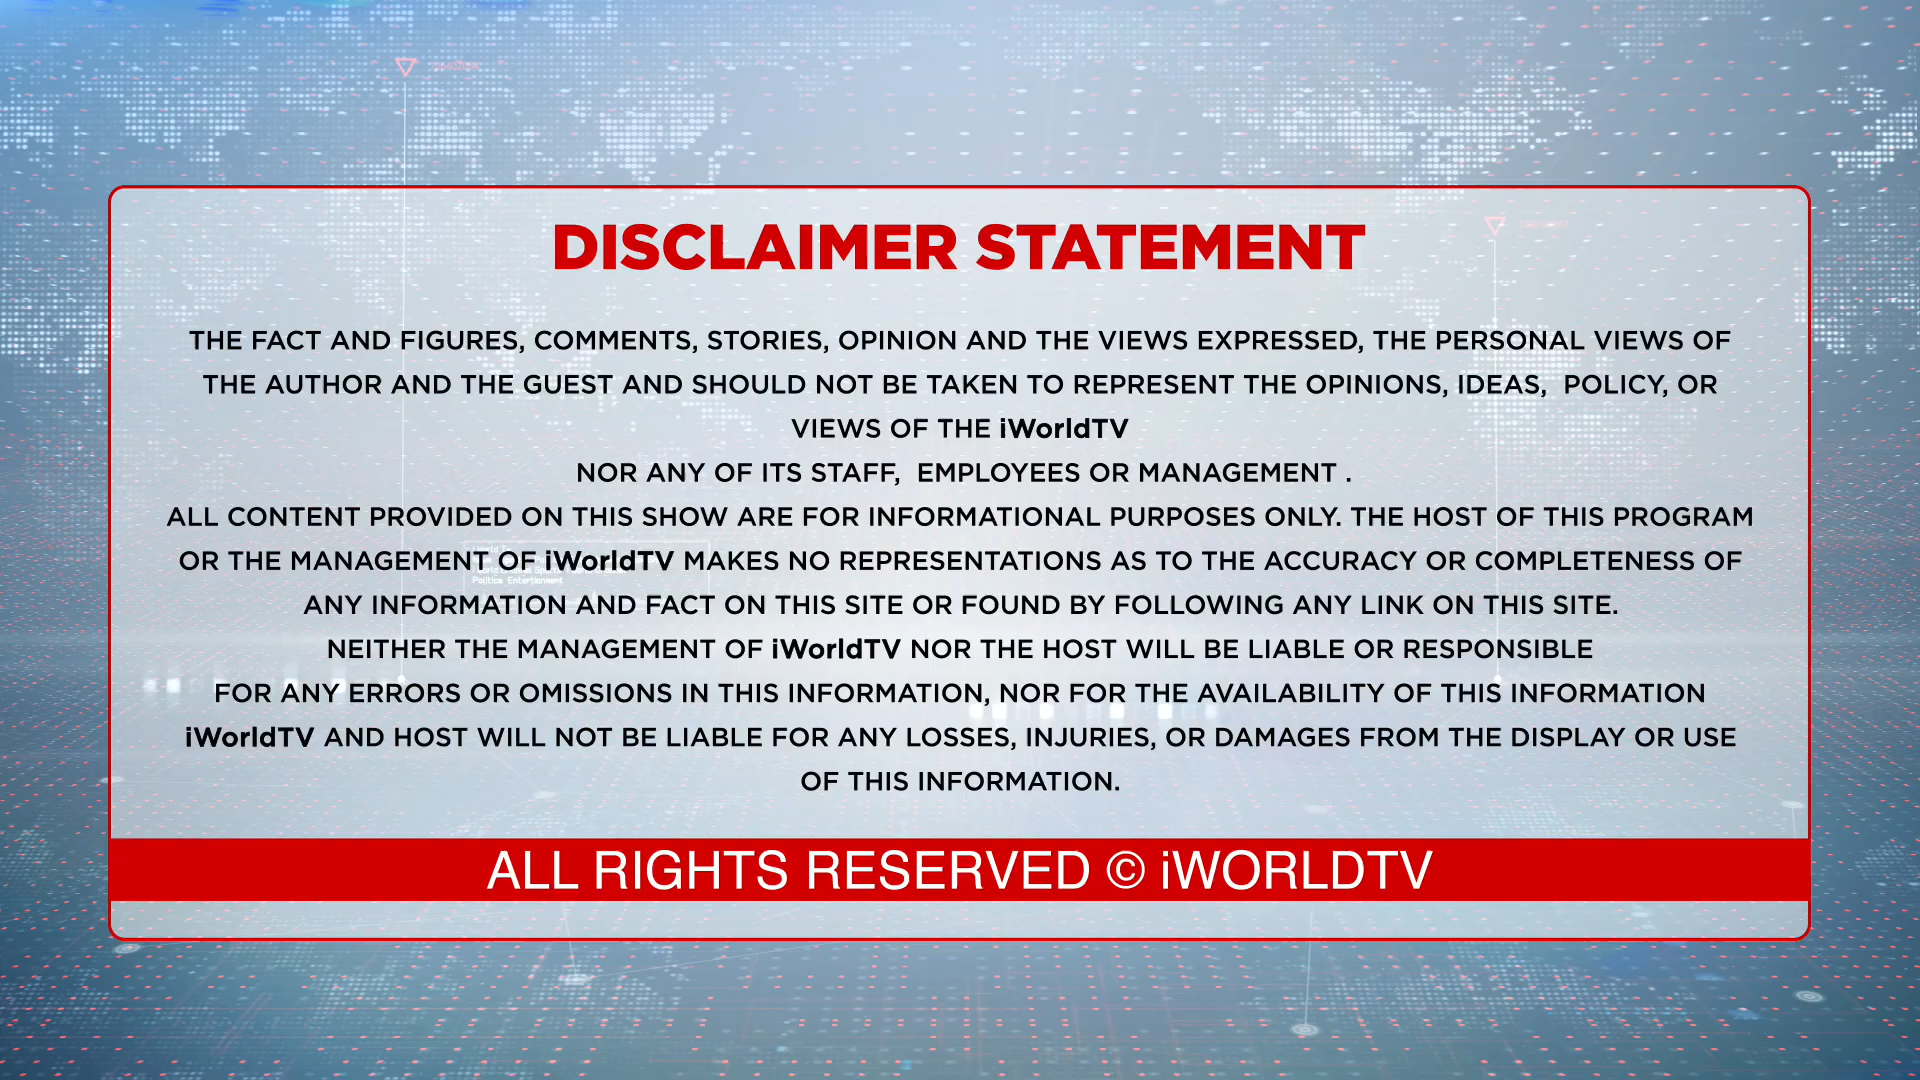 DISCLAIMER STATEMENT
THE FACT AND FIGURES, COMMENTS, STORIES, OPINION AND THE VIEWS EXPRESSED, THE PERSONAL VIEWS OF
THE AUTHOR AND THE GUEST AND SHOULD NOT BE TAKEN TO REPRESENT THE OPINIONS, IDEAS, POLICY, OR
VIEWS OF THE iWorldTV
NOR ANY OF ITS STAFF, EMPLOYEES OR MANAGEMENT .
ALL CONTENT PROVIDED ON THIS SHOW ARE FOR INFORMATIONAL PURPOSES ONLY. THE HOST OF THIS PROGRAM
OR THE MANAGEMENT OF iWorldTV MAKES NO REPRESENTATIONS AS TO THE ACCURACY OR COMPLETENESS OF
Politics Entertianment
ANY INFORMATION AND FACT ON THIS SITE OR FOUND BY FOLLOWING ANY LINK ON THIS SITE.
NEITHER THE MANAGEMENT OF iWorldTV NOR THE HOST WILL BE LIABLE OR RESPONSIBLE
FOR ANY ERRORS OR OMISSIONS IN THIS INFORMATION, NOR FOR THE AVAILABILITY OF THIS INFORMATION
iWorldTV AND HOST WILL NOT BE LIABLE FOR ANY LOSSES, INJURIES, OR DAMAGES FROM THE DISPLAY OR USE
OF THIS INFORMATION.
ALL RIGHTS RESERVED © iWORLDTV